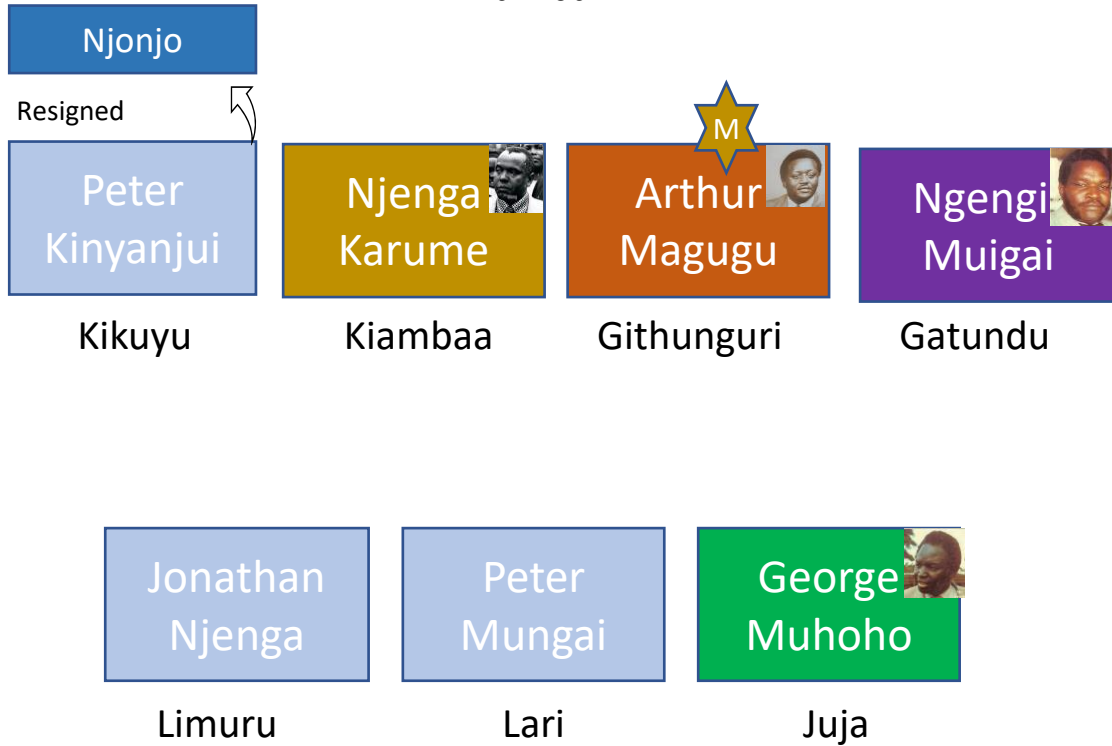 Njonjo
Resigned
M
Peter
Kinyanjui
Njenga
Karume
Arthur
Magugu
Ngengi
Muigai
Kikuyu
Kiambaa
Githunguri
Gatundu
Jonathan
Njenga
Peter
Mungai
George
Muhoho
Limuru
Lari
Juja